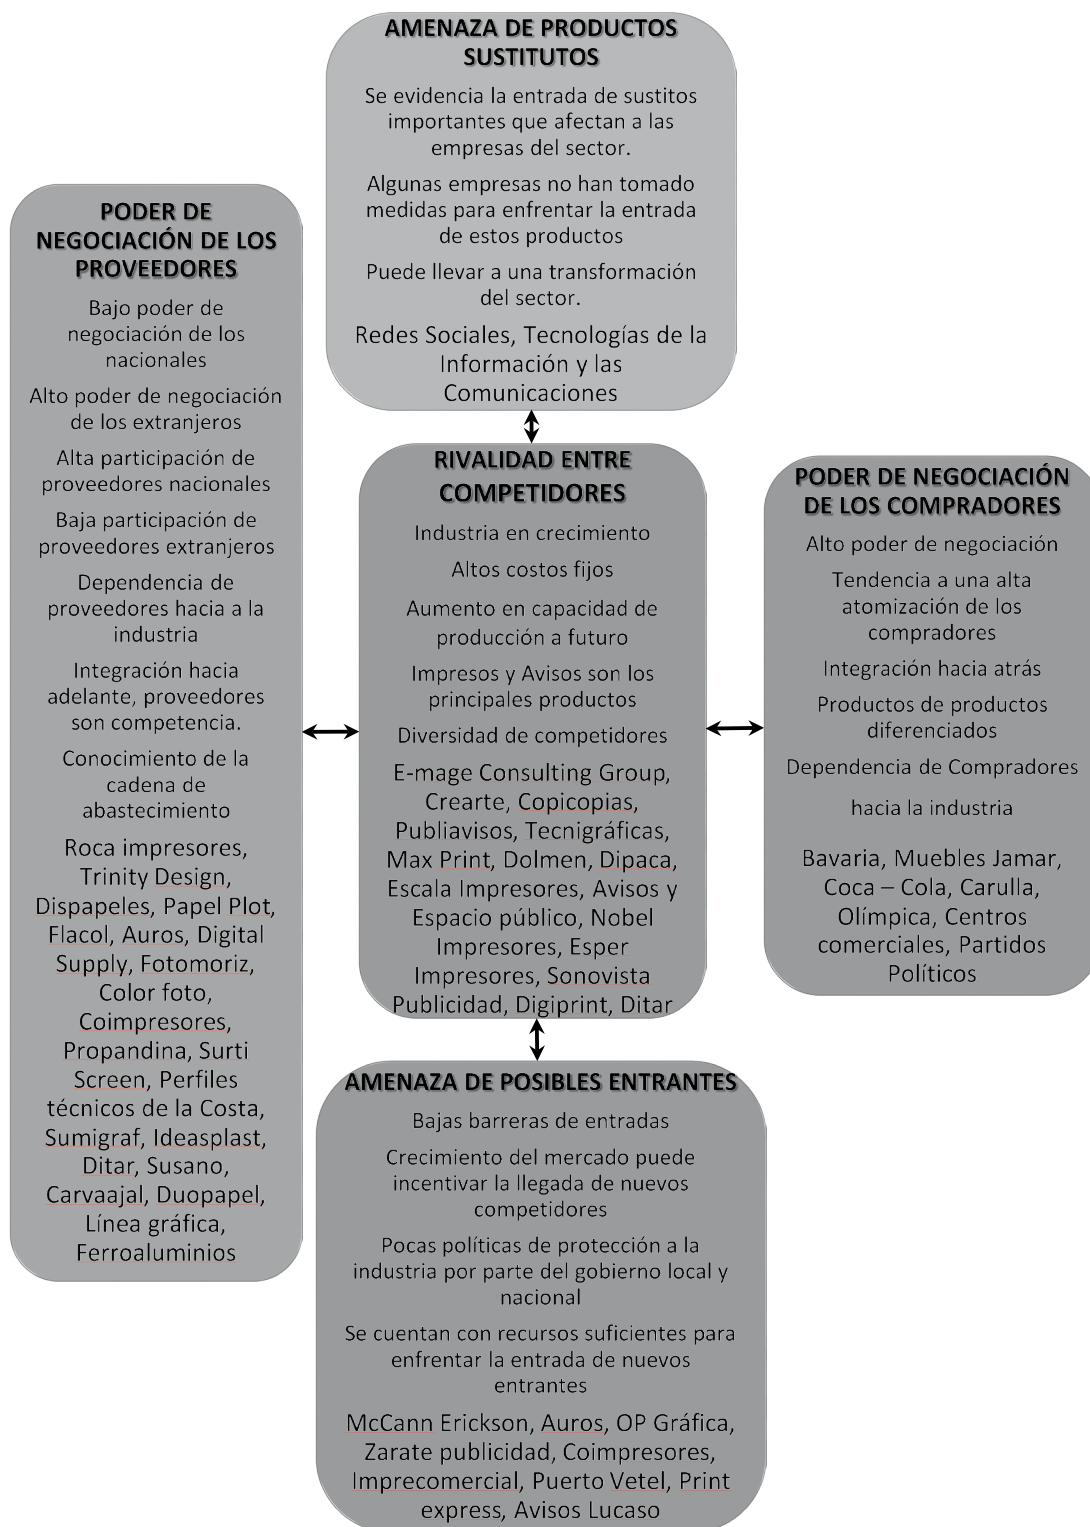 AMENAZA DE PRODUCTOS
SUSTITUTOS
Se evidencia la entrada de sustitos
importantes que afectan a las
empresas del sector.
Algunas empresas no han tomado
medidas para enfrentar la entrada
de estos productos
Puede llevar a una transformación
del sector.
Redes Sociales, Tecnologías de la
Información y las
Comunicaciones
PODER DE
NEGOCIACIÓN DE LOS
PROVEEDORES
Bajo poder de
negociación de los
nacionales
Alto poder de negociación
de los extranjeros
Alta participación de
proveedores nacionales
Baja participación de
proveedores extranjeros
Dependencia de
proveedores hacia a la
industria
Integración hacia
adelante, proveedores
son competencia.
Conocimiento de la
cadena de
abastecimiento
Roca impresores,
Trinity Design,
Dispapeles, Papel Plot,
Flacol, Auros, Digital
Supply, Fotomoriz,
Color foto,
Coimpresores,
Propandina, Surti
Screen, Perfiles
técnicos de la Costa,
Sumigraf, Ideasplast,
Ditar, Susano,
Carvaajal, Duopapel,
Línea gráfica,
Ferroaluminios
RIVALIDAD ENTRE
COMPETIDORES
Industria en crecimiento
Altos costos fijos
Aumento en capacidad de
producción a futuro
Impresos y Avisos son los
principales productos
Diversidad de competidores
E-mage Consulting Group,
Crearte, Copicopias,
Publiavisos, Tecnigráficas,
Max Print, Dolmen, Dipaca,
Escala Impresores, Avisos y
Espacio público, Nobel
Impresores, Esper
Impresores, Sonovista
Publicidad, Digiprint, Ditar
PODER DE NEGOCIACIÓN
DE LOS COMPRADORES
Alto poder de negociación
Tendencia a una alta
atomización de los
compradores
Integración hacia atrás
Productos de productos
diferenciados
Dependencia de Compradores
hacia la industria
Bavaria, Muebles Jamar,
Coca – Cola, Carulla,
Olímpica, Centros
comerciales, Partidos
Políticos
AMENAZA DE POSIBLES ENTRANTES
Bajas barreras de entradas
Crecimiento del mercado puede
incentivar la llegada de nuevos
competidores
Pocas políticas de protección a la
industria por parte del gobierno local y
nacional
Se cuentan con recursos suficientes para
enfrentar la entrada de nuevos
entrantes
McCann Erickson, Auros, OP Gráfica,
Zarate publicidad, Coimpresores,
Imprecomercial, Puerto Vetel, Print
express, Avisos Lucaso